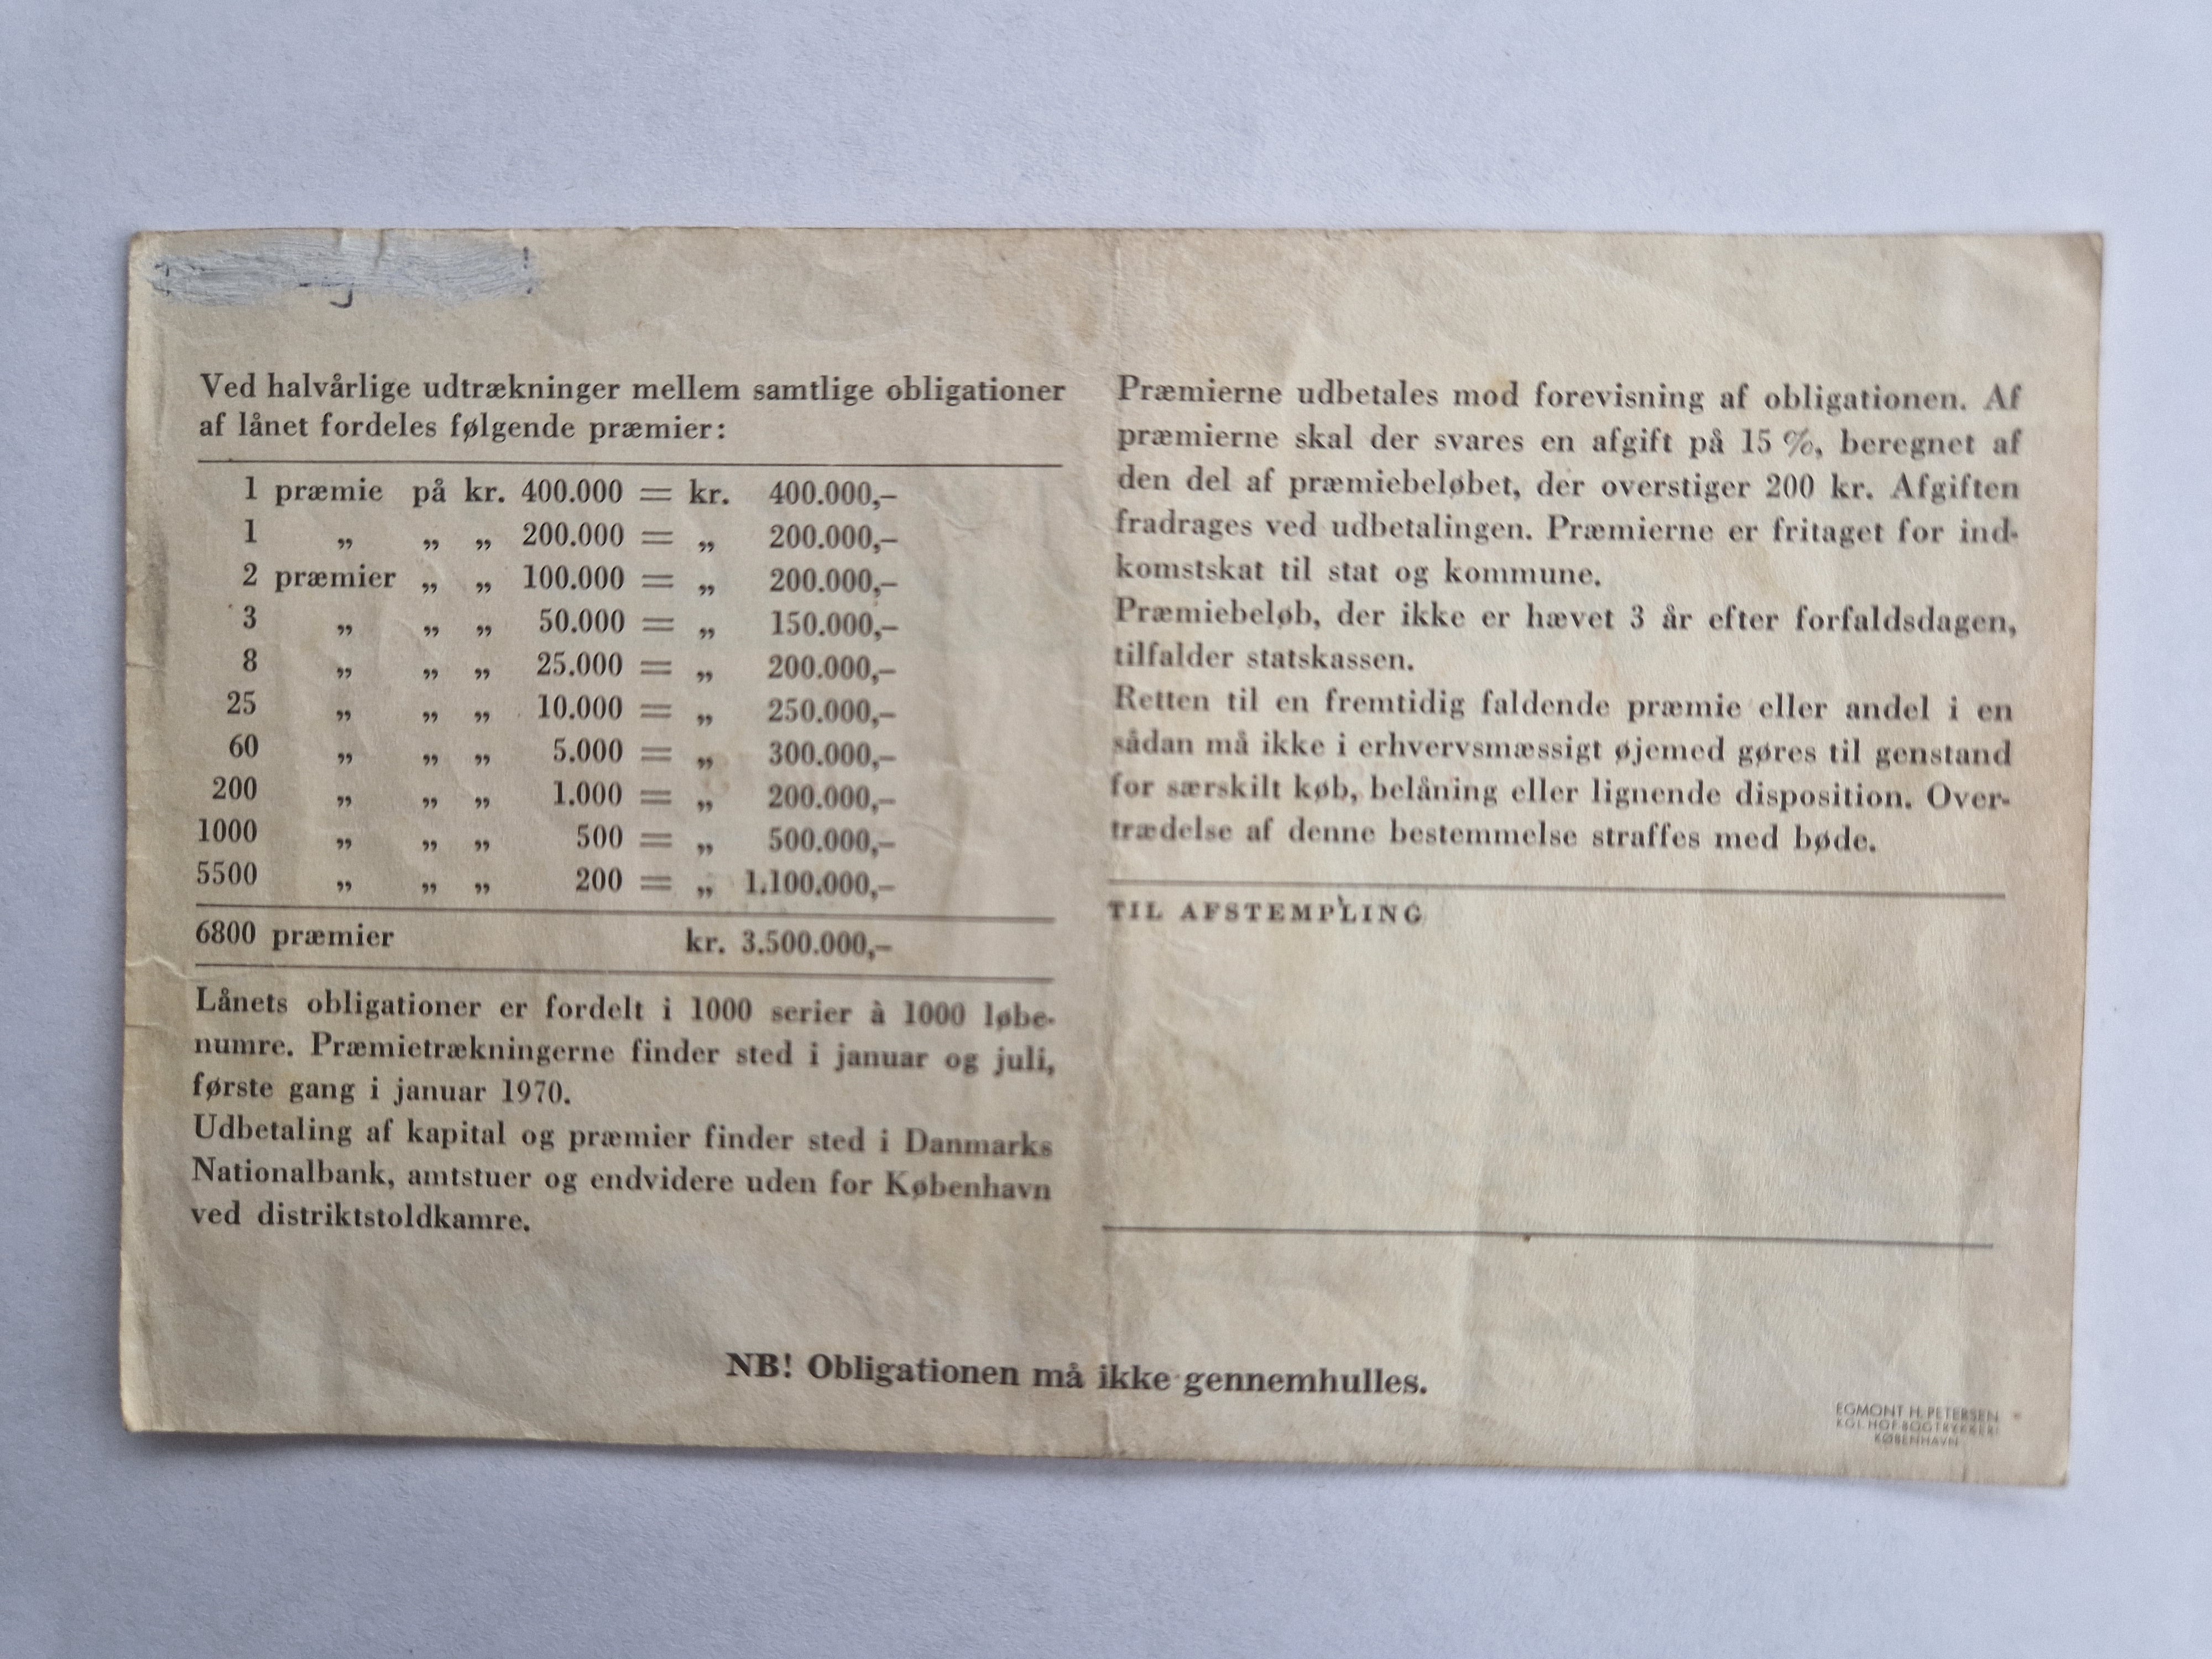 Ved halvårlige udtrækninger mellem samtlige obligationer
af lånet fordeles følgende præmier:
1 præmie på kr. 400.000 = kr. 400.000,–
1 „ „ „ 200.000 = „ 200.000,–
2 præmier „ „ 100.000 = „ 200.000,–
3 „ „ „ 50.000 = „ 150.000,–
8 „ „ „ 25.000 = „ 200.000,–
25 „ „ „ 10.000 = „ 250.000,–
60 „ „ „ 5.000 = „ 300.000,–
200 „ „ „ 1.000 = „ 200.000,–
1000 „ „ „ 500 = „ 500.000,–
5500 „ „ „ 200 = „ 1.100.000,–
6800 præmier kr. 3.500.000,–
Lånets obligationer er fordelt i 1000 serier à 1000 løbe-
numre. Præmietrækningerne finder sted i januar og juli,
første gang i januar 1970.
Udbetaling af kapital og præmier finder sted i Danmarks
Nationalbank, amtstuer og endvidere uden for København
ved distriktstoldkamre.
Præmierne udbetales mod forevisning af obligationen. Af
præmierne skal der svares en afgift på 15 %, beregnet af
den del af præmiebeløbet, der overstiger 200 kr. Afgiften
fradrages ved udbetalingen. Præmierne er fritaget for ind-
komstskat til stat og kommune.
Præmiebeløb, der ikke er hævet 3 år efter forfaldsdagen,
tilfalder statskassen.
Retten til en fremtidig faldende præmie eller andel i en
sådan må ikke i erhvervsmæssigt øjemed gøres til genstand
for særskilt køb, belåning eller lignende disposition. Over-
trædelse af denne bestemmelse straffes med bøde.
TIL AFSTEMPLING
NB! Obligationen må ikke gennemhulles.
EGMONT H. PETERSEN
KGL. HOF-BOGTRYKKERI
KØBENHAVN